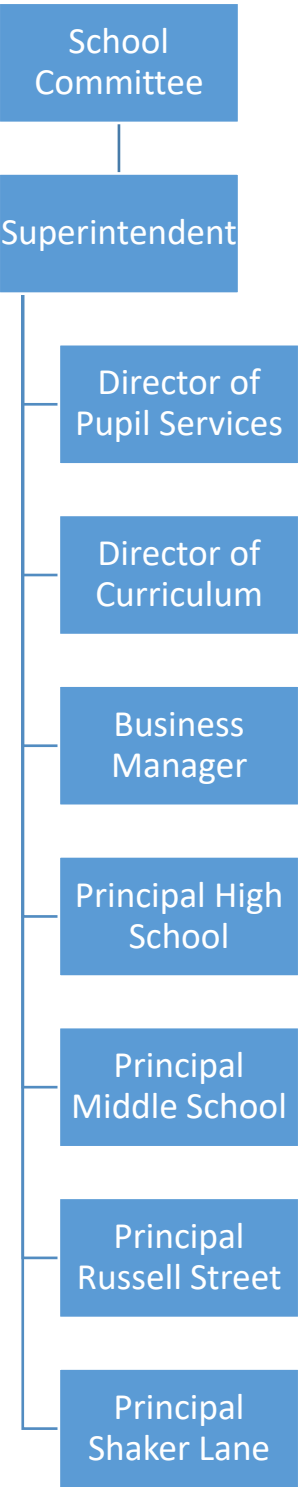 School
Committee
Superintendent
Director of
Pupil Services
Director of
Curriculum
Business
Manager
Principal High
School
Principal
Middle School
Principal
Russell Street
Principal
Shaker Lane